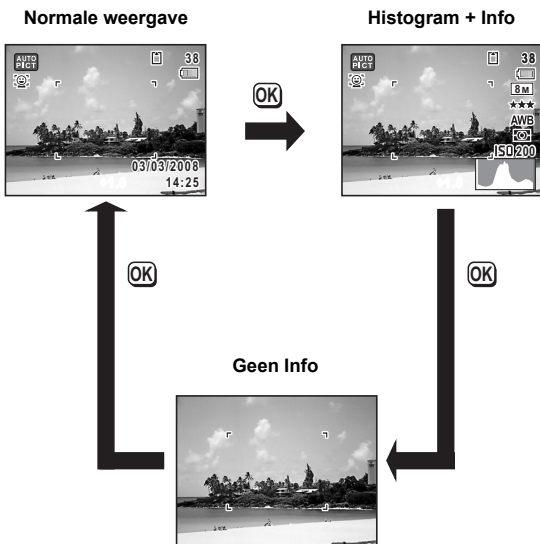 Normale weergave
Histogram + Info
AUTO PICT
38
03/03/2008
14:25
OK
AUTO PICT
38
8M
★★★
AWB
ISO 200
OK
OK
Geen Info